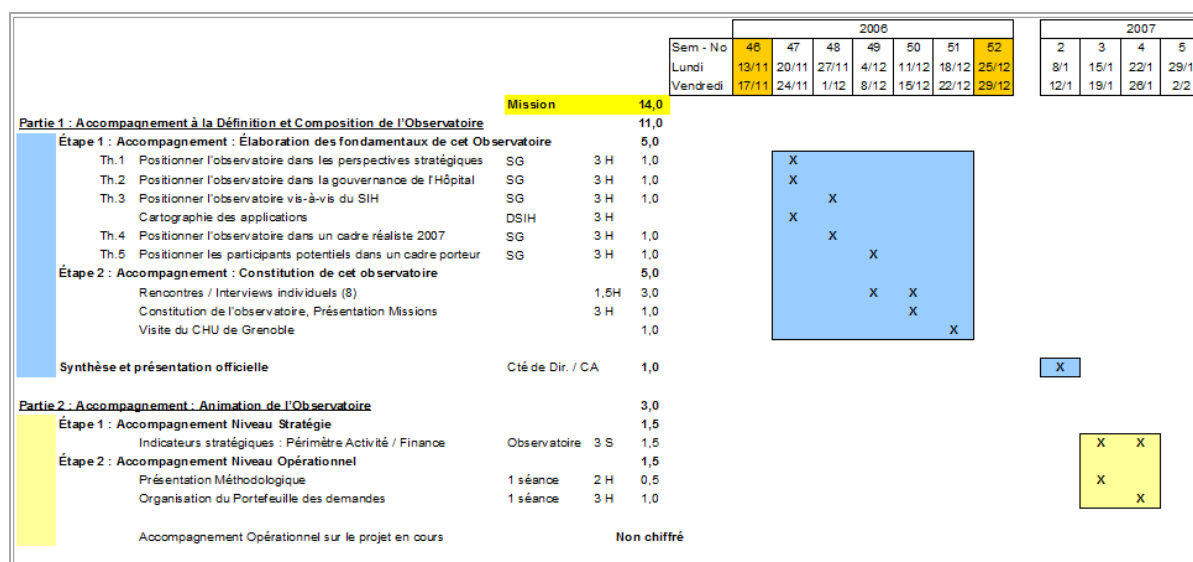 2006 2007
Sem - No 46 47 48 49 50 51 52 2 3 4 5
Lundi 13/11 20/11 27/11 4/12 11/12 18/12 25/12 8/1 15/1 22/1 29/1
Vendredi 17/11 24/11 1/12 8/12 15/12 22/12 29/12 12/1 19/1 26/1 2/2
Mission 14,0
Partie 1 : Accompagnement à la Définition et Composition de l'Observatoire 11,0
Étape 1 : Accompagnement : Élaboration des fondamentaux de cet Observatoire 5,0
Th.1 Positionner l'observatoire dans les perspectives stratégiques SG 3 H 1,0 X
Th.2 Positionner l'observatoire dans la gouvernance de l'Hôpital SG 3 H 1,0 X
Th.3 Positionner l'observatoire vis-à-vis du SIH SG 3 H 1,0 X
Cartographie des applications DSIH 3 H X
Th.4 Positionner l'observatoire dans un cadre réaliste 2007 SG 3 H 1,0 X
Th.5 Positionner les participants potentiels dans un cadre porteur SG 3 H 1,0 X
Étape 2 : Accompagnement : Constitution de cet observatoire 5,0
Rencontres / Interviews individuels (8) 1,5H 3,0 X X
Constitution de l'observatoire, Présentation Missions 3 H 1,0 X
Visite du CHU de Grenoble 1,0 X
Synthèse et présentation officielle Cté de Dir. / CA 1,0 X
Partie 2 : Accompagnement : Animation de l'Observatoire 3,0
Étape 1 : Accompagnement Niveau Stratégie 1,5
Indicateurs stratégiques : Périmètre Activité / Finance Observatoire 3 S 1,5 X X
Étape 2 : Accompagnement Niveau Opérationnel 1,5
Présentation Méthodologique 1 séance 2 H 0,5 X
Organisation du Portefeuille des demandes 1 séance 3 H 1,0 X
Accompagnement Opérationnel sur le projet en cours Non chiffré